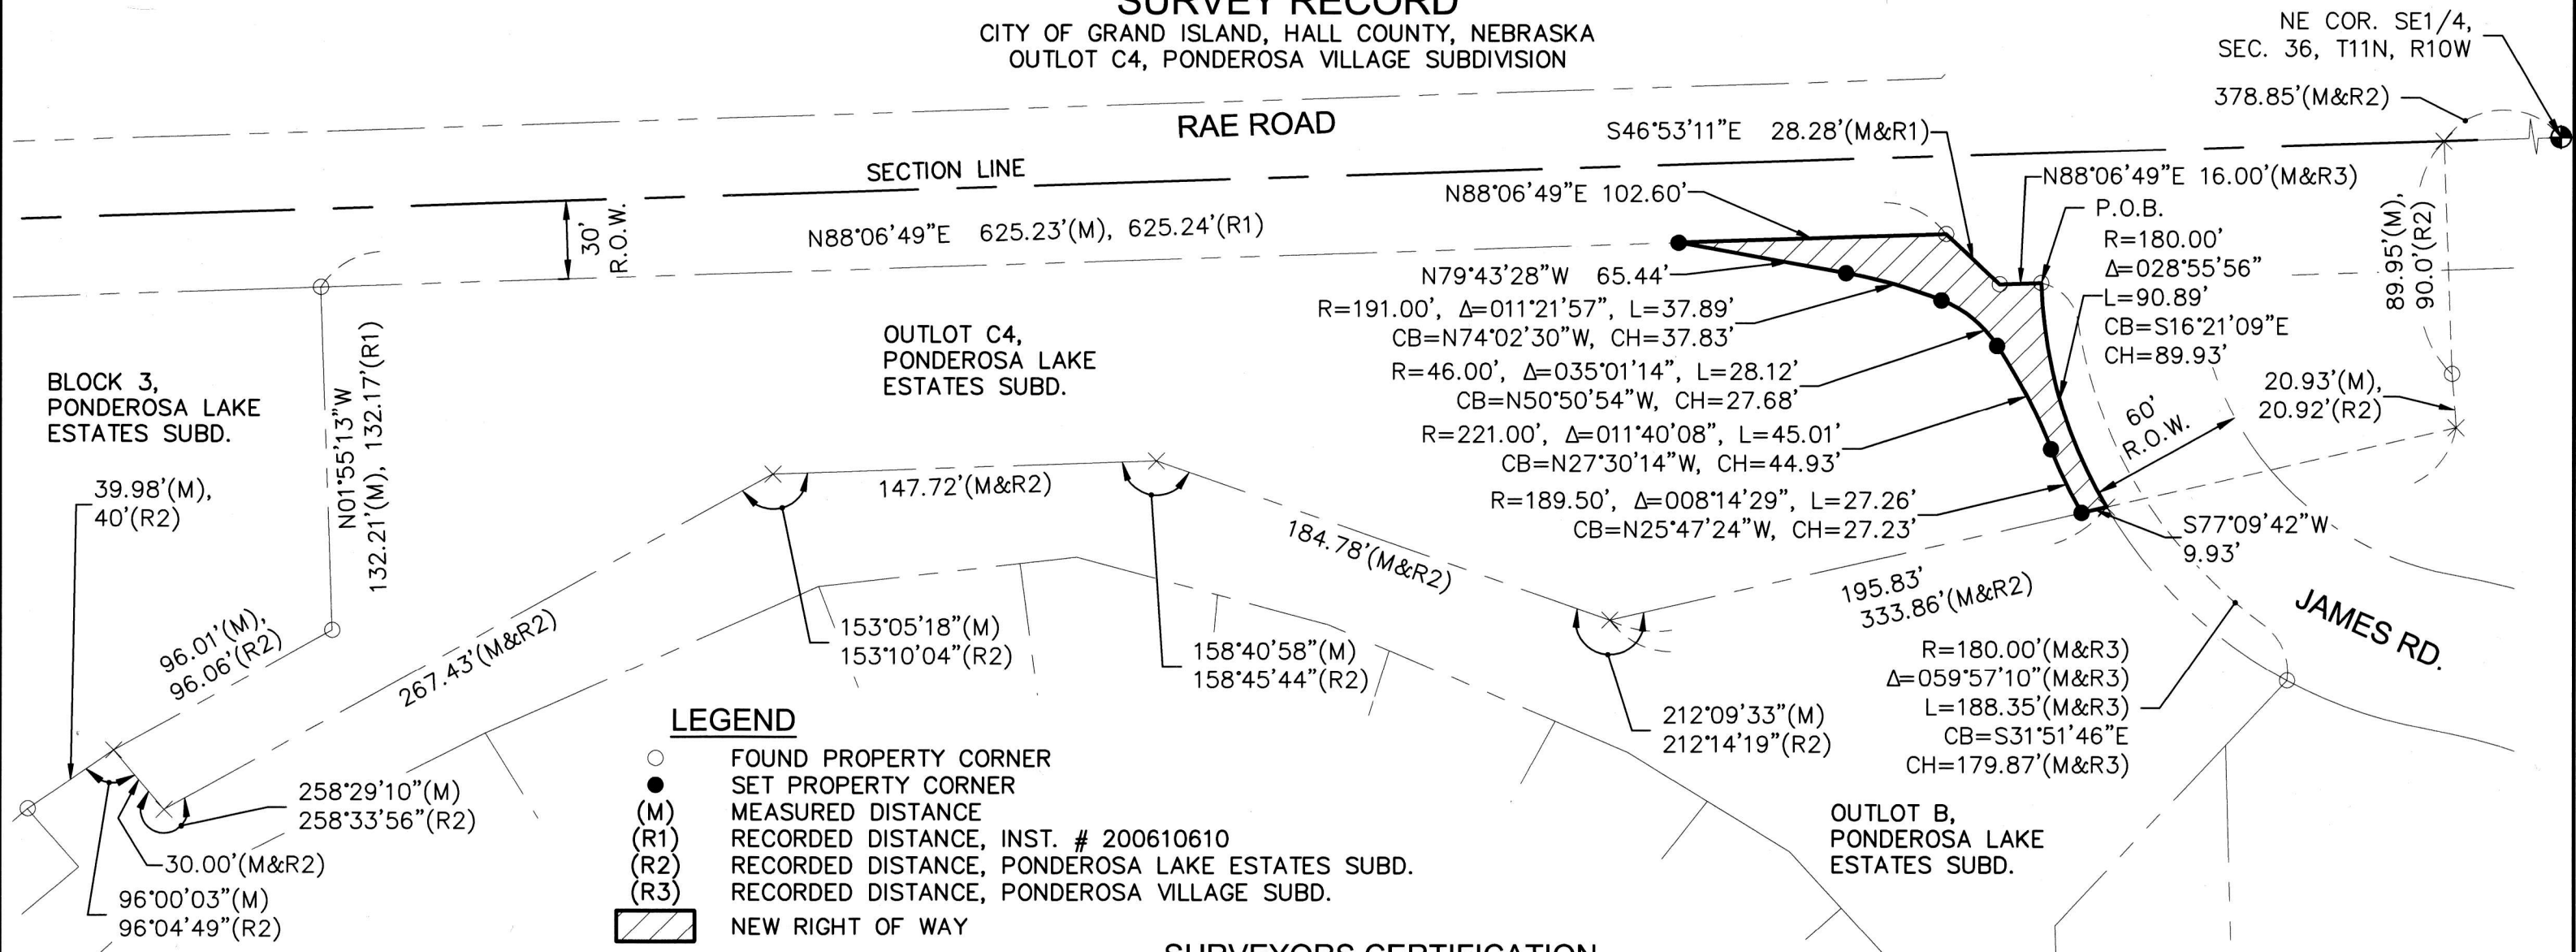 SURVEY RECORD
CITY OF GRAND ISLAND, HALL COUNTY, NEBRASKA
OUTLOT C4, PONDEROSA VILLAGE SUBDIVISION
NE COR. SE1/4,
SEC. 36, T11N, R10W
378.85'(M&R2)
RAE ROAD
S46°53'11"E 28.28'(M&R1)
SECTION LINE
N88°06'49"E 102.60'
N88°06'49"E 16.00'(M&R3)
P.O.B.
R=180.00'
Δ=028°55'56"
L=90.89'
CB=S16°21'09"E
CH=89.93'
89.95'(M),
90.0'(R2)
30'
R.O.W.
N88°06'49"E 625.23'(M), 625.24'(R1)
N79°43'28"W 65.44'
R=191.00', Δ=011°21'57", L=37.89'
CB=N74°02'30"W, CH=37.83'
R=46.00', Δ=035°01'14", L=28.12'
CB=N50°50'54"W, CH=27.68'
R=221.00', Δ=011°40'08", L=45.01'
CB=N27°30'14"W, CH=44.93'
R=189.50', Δ=008°14'29", L=27.26'
CB=N25°47'24"W, CH=27.23'
OUTLOT C4,
PONDEROSA LAKE
ESTATES SUBD.
BLOCK 3,
PONDEROSA LAKE
ESTATES SUBD.
N01°55'13"W
132.21'(M), 132.17'(R1)
20.93'(M),
20.92'(R2)
60'
R.O.W.
39.98'(M),
40'(R2)
147.72'(M&R2)
184.78'(M&R2)
S77°09'42"W
9.93'
195.83'
333.86'(M&R2)
JAMES RD.
96.01'(M),
96.06'(R2)
267.43'(M&R2)
153°05'18"(M)
153°10'04"(R2)
158°40'58"(M)
158°45'44"(R2)
212°09'33"(M)
212°14'19"(R2)
R=180.00'(M&R3)
Δ=059°57'10"(M&R3)
L=188.35'(M&R3)
CB=S31°51'46"E
CH=179.87'(M&R3)
258°29'10"(M)
258°33'56"(R2)
30.00'(M&R2)
96°00'03"(M)
96°04'49"(R2)
LEGEND
FOUND PROPERTY CORNER
SET PROPERTY CORNER
(M) MEASURED DISTANCE
(R1) RECORDED DISTANCE, INST. # 200610610
(R2) RECORDED DISTANCE, PONDEROSA LAKE ESTATES SUBD.
(R3) RECORDED DISTANCE, PONDEROSA VILLAGE SUBD.
NEW RIGHT OF WAY
OUTLOT B,
PONDEROSA LAKE
ESTATES SUBD.
SURVEYORS CERTIFICATION